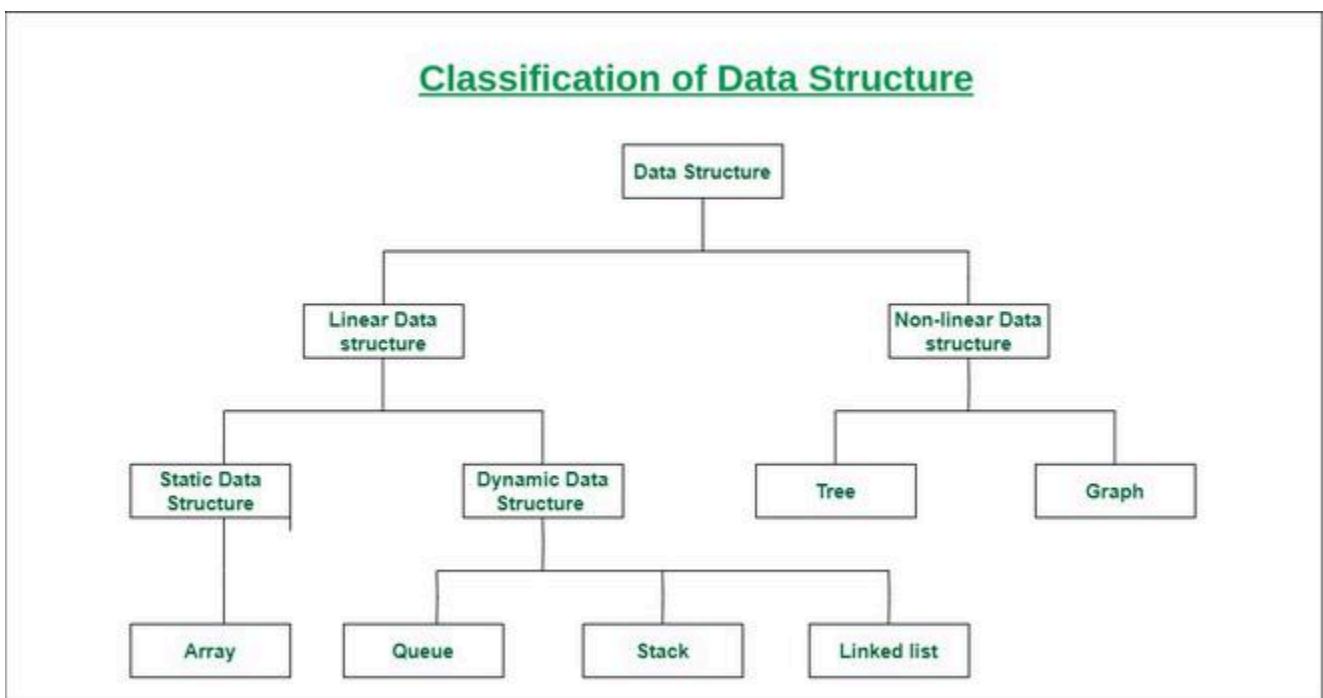 Classification of Data Structure
Data Structure
Linear Data
structure
Non-linear Data
structure
Static Data
Structure
Dynamic Data
Structure
Tree
Graph
Array
Queue
Stack
Linked list